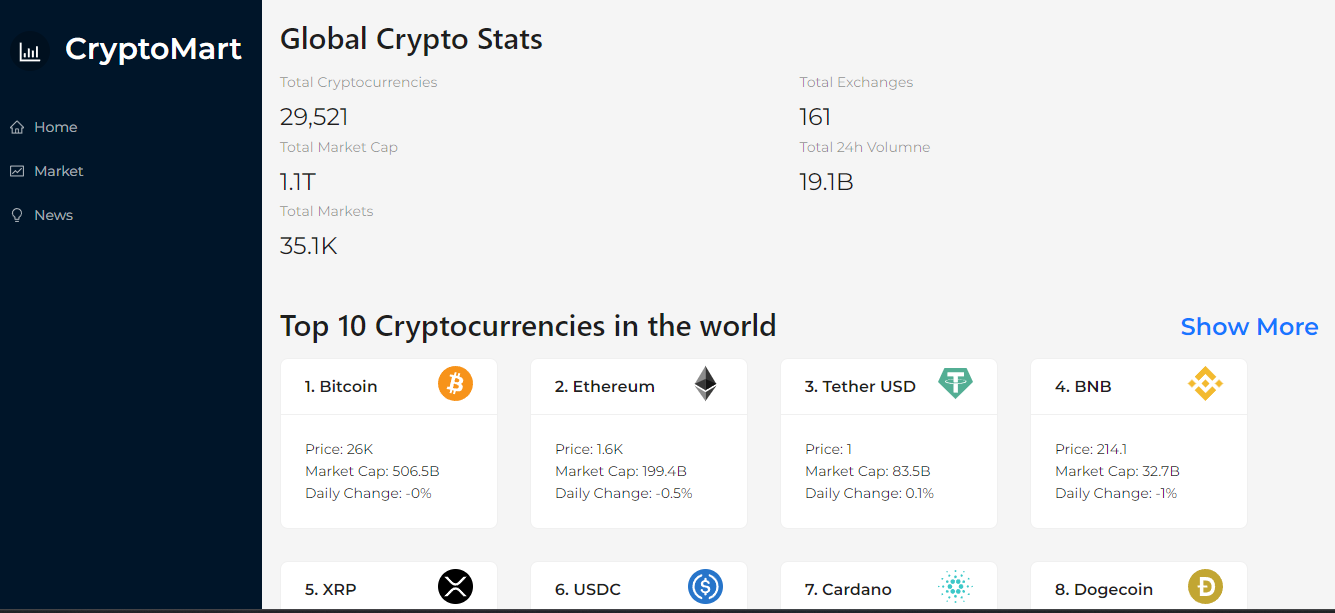 CryptoMart
Home
Market
News
Global Crypto Stats
Total Cryptocurrencies
29,521
Total Exchanges
161
Total Market Cap
1.1T
Total 24h Volumne
19.1B
Total Markets
35.1K
Top 10 Cryptocurrencies in the world
Show More
1. Bitcoin
Price: 26K
Market Cap: 506.5B
Daily Change: -0%
2. Ethereum
Price: 1.6K
Market Cap: 199.4B
Daily Change: -0.5%
3. Tether USD
Price: 1
Market Cap: 83.5B
Daily Change: 0.1%
4. BNB
Price: 214.1
Market Cap: 32.7B
Daily Change: -1%
5. XRP
6. USDC
7. Cardano
8. Dogecoin